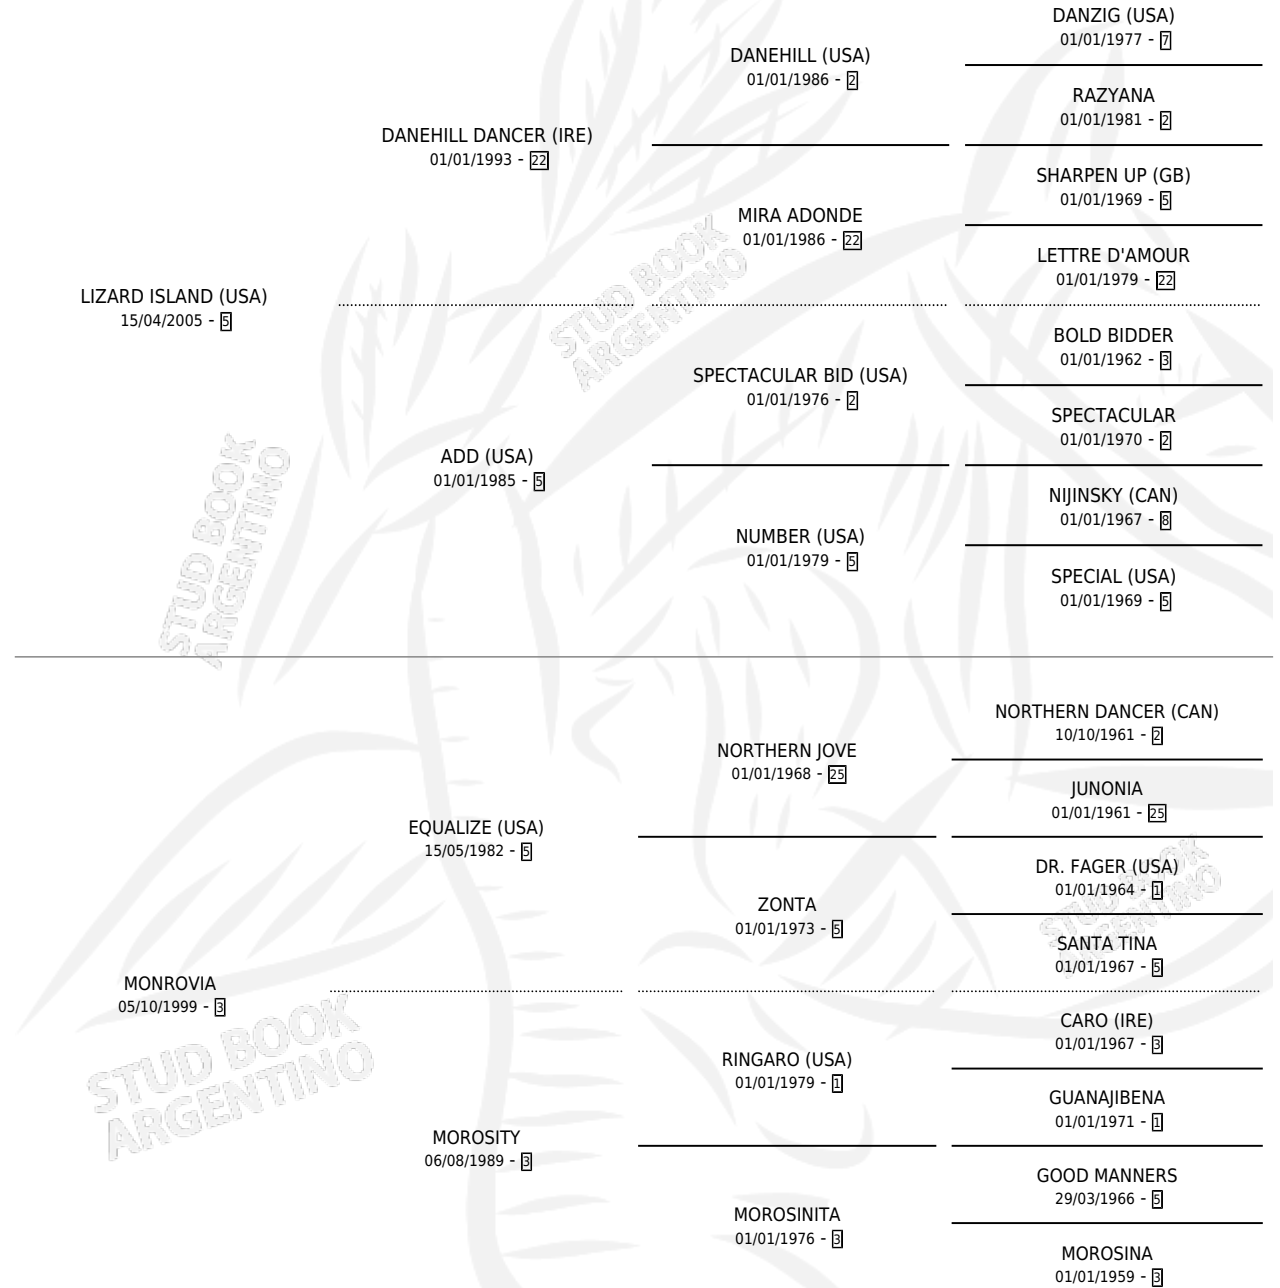 DANZIG (USA)
01/01/1977 - 7
DANEHILL (USA)
01/01/1986 - 2
RAZYANA
01/01/1981 - 2
DANEHILL DANCER (IRE)
01/01/1993 - 22
SHARPEN UP (GB)
01/01/1969 - 5
MIRA ADONDE
01/01/1986 - 22
LETTRE D'AMOUR
01/01/1979 - 22
LIZARD ISLAND (USA)
15/04/2005 - 5
STUD BOOK
ARGENTINO
BOLD BIDDER
01/01/1962 - 3
SPECTACULAR BID (USA)
01/01/1976 - 2
SPECTACULAR
01/01/1970 - 2
ADD (USA)
01/01/1985 - 5
NIJINSKY (CAN)
01/01/1967 - 8
NUMBER (USA)
01/01/1979 - 5
SPECIAL (USA)
01/01/1969 - 5
STUD BOOK
ARGENTINO
NORTHERN DANCER (CAN)
10/10/1961 - 2
NORTHERN JOVE
01/01/1968 - 25
JUNONIA
01/01/1961 - 25
EQUALIZE (USA)
15/05/1982 - 5
DR. FAGER (USA)
01/01/1964 - 1
ZONTA
01/01/1973 - 5
STUD BOOK
ARGENTINO
SANTA TINA
01/01/1967 - 5
MONROVIA
05/10/1999 - 3
CARO (IRE)
01/01/1967 - 3
RINGARO (USA)
01/01/1979 - 1
STUD BOOK
ARGENTINO
GUANAJIBENA
01/01/1971 - 1
MOROSITY
06/08/1989 - 3
GOOD MANNERS
29/03/1966 - 5
MOROSINITA
01/01/1976 - 3
MOROSINA
01/01/1959 - 3